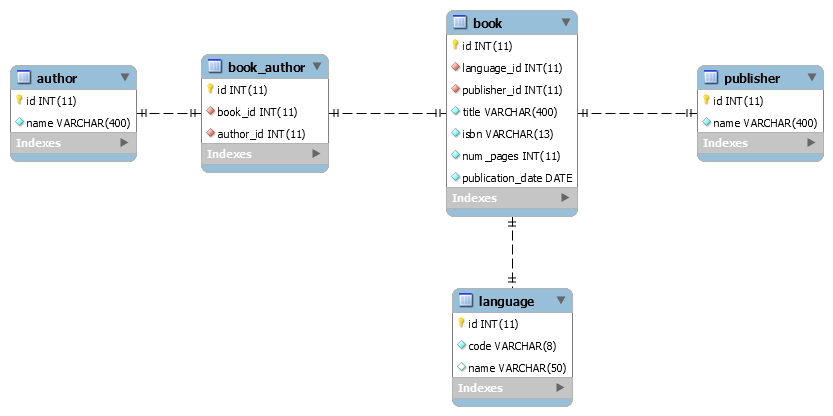 author
id INT(11)
name VARCHAR(400)
Indexes
book_author
id INT(11)
book_id INT(11)
author_id INT(11)
Indexes
book
id INT(11)
language_id INT(11)
publisher_id INT(11)
title VARCHAR(400)
isbn VARCHAR(13)
num_pages INT(11)
publication_date DATE
Indexes
publisher
id INT(11)
name VARCHAR(400)
Indexes
language
id INT(11)
code VARCHAR(8)
name VARCHAR(50)
Indexes